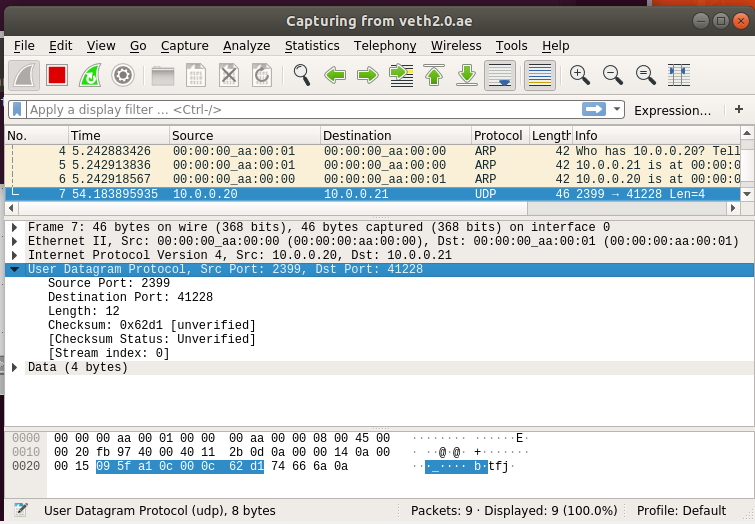 Capturing from veth2.0.ae
File Edit View Go Capture Analyze Statistics Telephony Wireless Tools Help
Apply a display filter ... <Ctrl-/> Expression... +
No. Time Source Destination Protocol Length Info
4 5.242883426 00:00:00_aa:00:01 00:00:00_aa:00:00 ARP 42 Who has 10.0.0.20? Tell
5 5.242913836 00:00:00_aa:00:01 00:00:00_aa:00:00 ARP 42 10.0.0.21 is at 00:00:0
6 5.242918567 00:00:00_aa:00:00 00:00:00_aa:00:01 ARP 42 10.0.0.20 is at 00:00:0
7 54.183895935 10.0.0.20 10.0.0.21 UDP 46 2399 → 41228 Len=4
Frame 7: 46 bytes on wire (368 bits), 46 bytes captured (368 bits) on interface 0
Ethernet II, Src: 00:00:00_aa:00:00 (00:00:00:aa:00:00), Dst: 00:00:00_aa:00:01 (00:00:00:aa:00:01)
Internet Protocol Version 4, Src: 10.0.0.20, Dst: 10.0.0.21
User Datagram Protocol, Src Port: 2399, Dst Port: 41228
Source Port: 2399
Destination Port: 41228
Length: 12
Checksum: 0x62d1 [unverified]
[Checksum Status: Unverified]
[Stream index: 0]
Data (4 bytes)
0000 00 00 00 aa 00 01 00 00 00 aa 00 00 08 00 45 00 ········ ······E·
0010 00 20 fb 97 40 00 40 11 2b 0d 0a 00 00 14 0a 00 · ··@·@· +·······
0020 00 15 09 5f a1 0c 00 0c 62 d1 74 66 6a 0a ···_···· b·tfj·
User Datagram Protocol (udp), 8 bytes Packets: 9 · Displayed: 9 (100.0%) Profile: Default